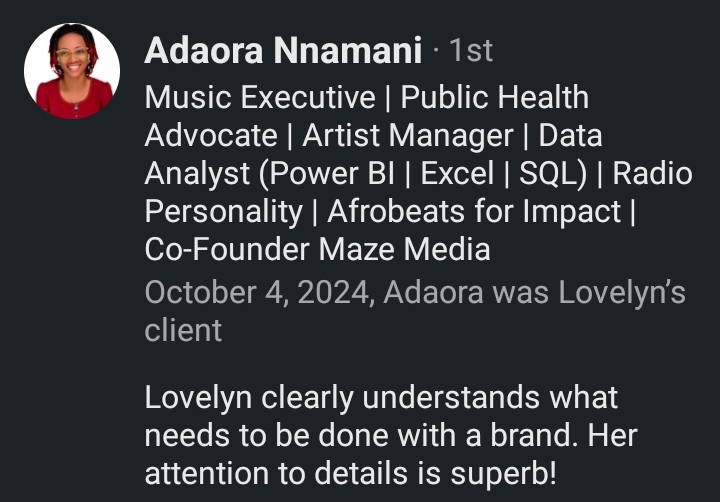 Adaora Nnamani · 1st
Music Executive | Public Health
Advocate | Artist Manager | Data
Analyst (Power BI | Excel | SQL) | Radio
Personality | Afrobeats for Impact |
Co-Founder Maze Media
October 4, 2024, Adaora was Lovelyn’s
client
Lovelyn clearly understands what
needs to be done with a brand. Her
attention to details is superb!